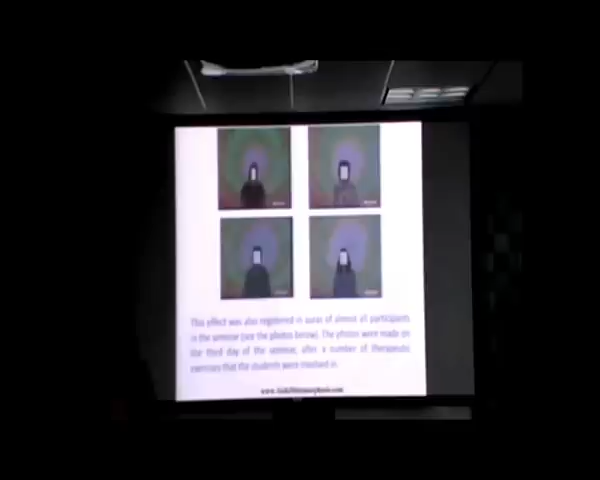 This effect was also registered in auras of almost all participants
in the seminar (see the photos below). The photos were made on
the third day of the seminar, after a number of therapeutic
exercises that the students were involved in.